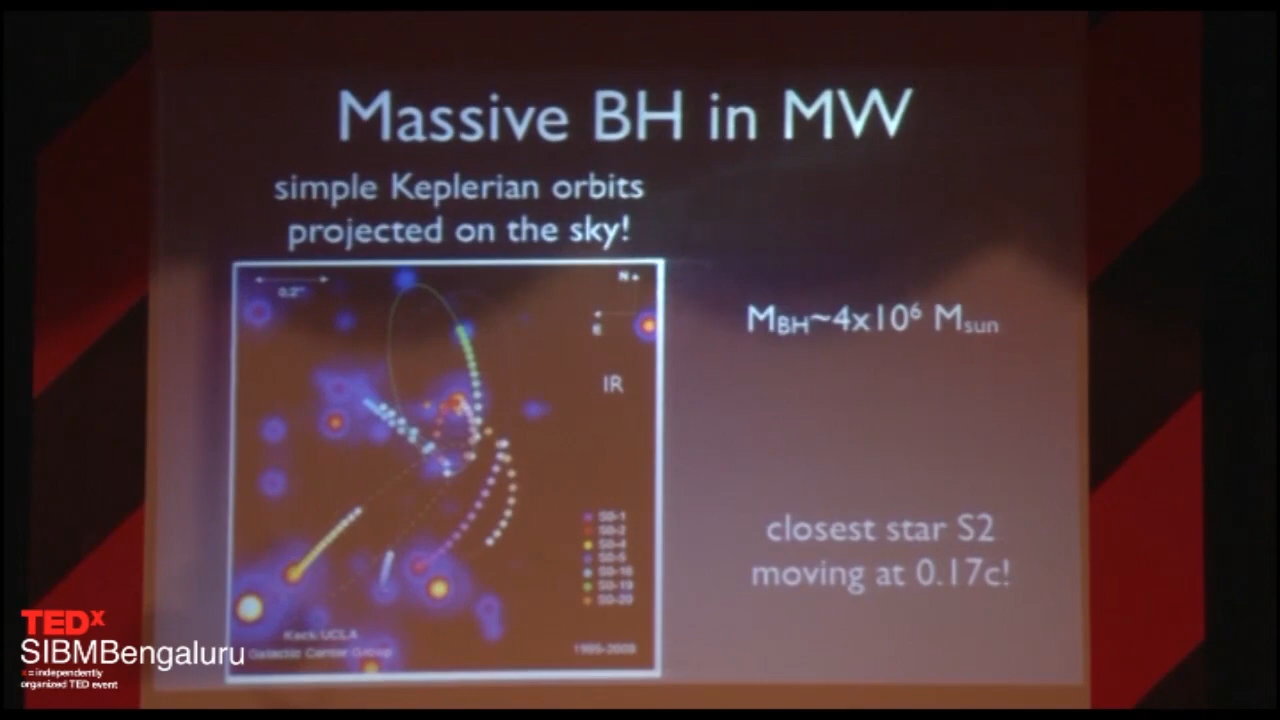 Massive BH in MW
simple Keplerian orbits
projected on the sky!
0.2"
N
E
IR
MBH~4x10⁶ Msun
S0-1
S0-2
S0-4
S0-5
S0-16
S0-19
S0-20
closest star S2
moving at 0.17c!
Keck/UCLA
Galactic Center Group
TEDx
SIBMBengaluru
x = independently
organized TED event